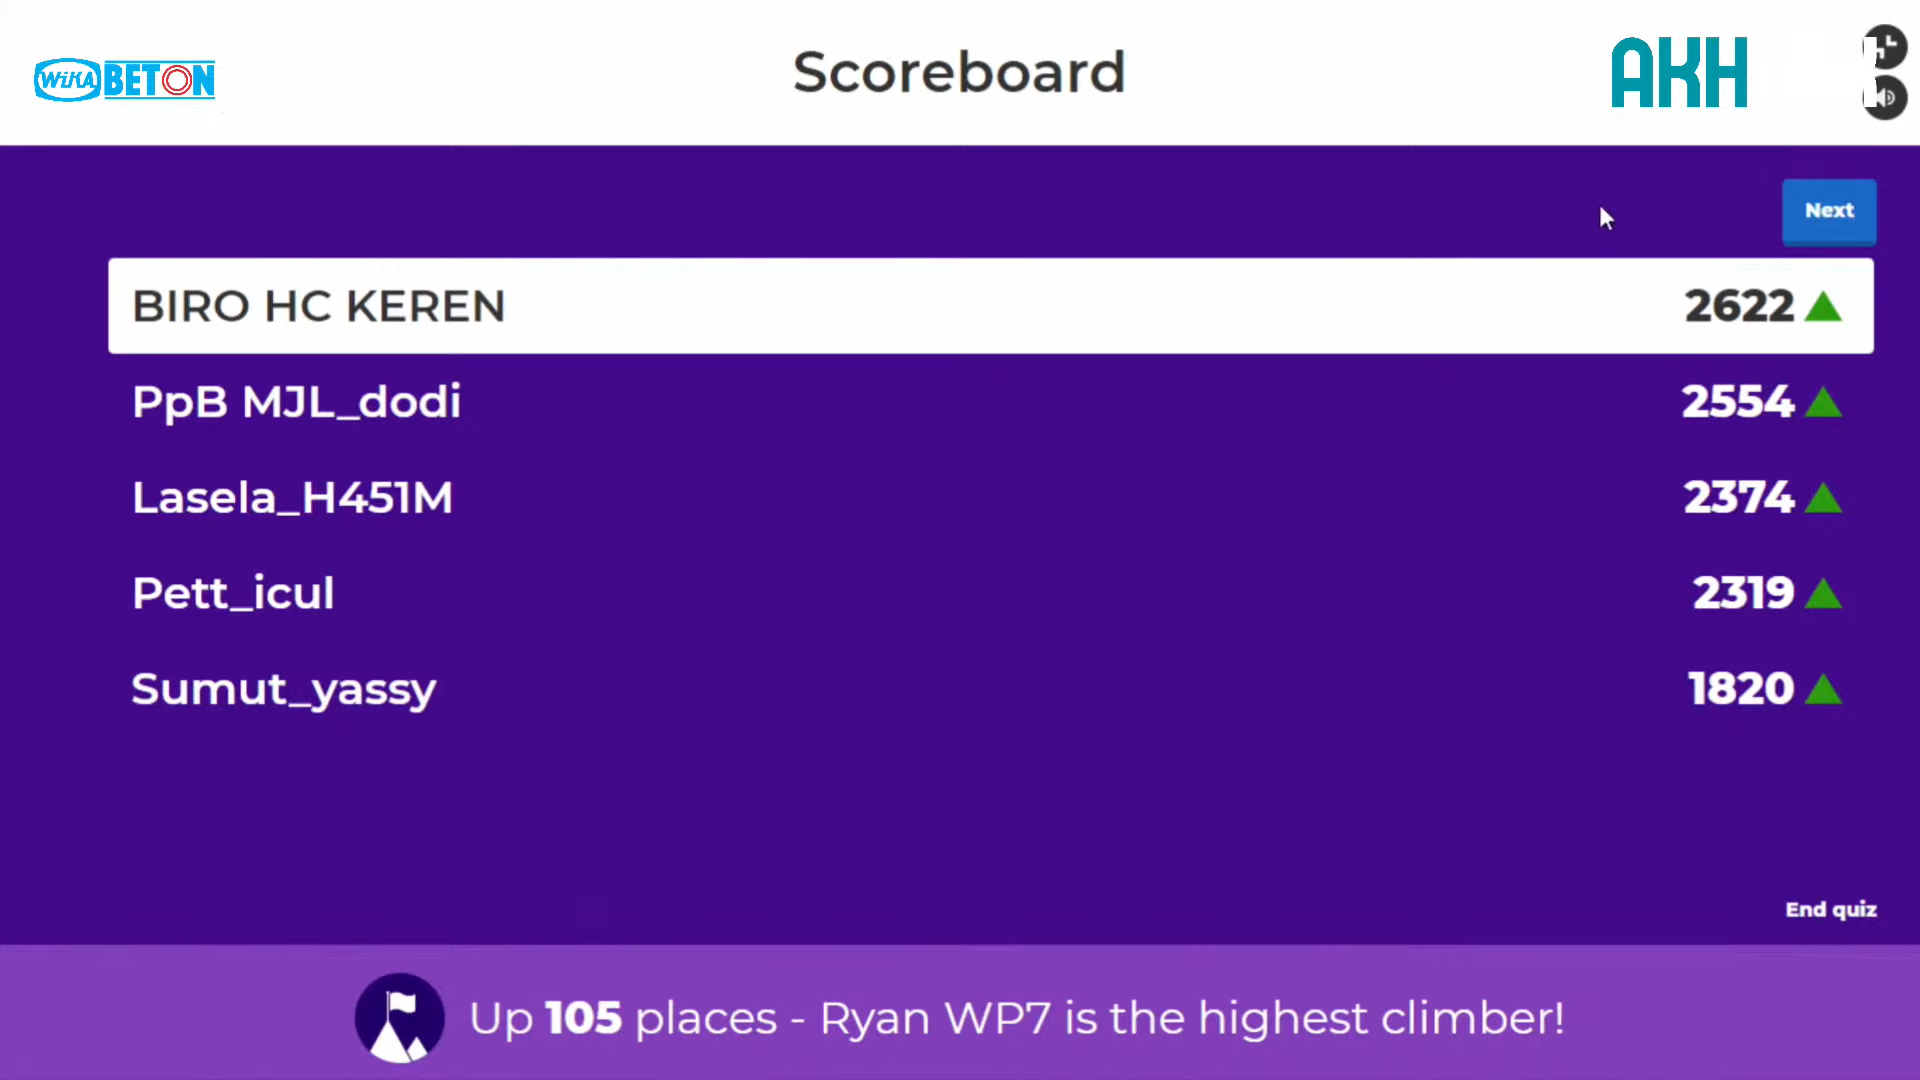 WiKA BETON
Scoreboard
AKH
Next
BIRO HC KEREN 2622
PpB MJL_dodi 2554
Lasela_H451M 2374
Pett_icul 2319
Sumut_yassy 1820
End quiz
Up 105 places - Ryan WP7 is the highest climber!